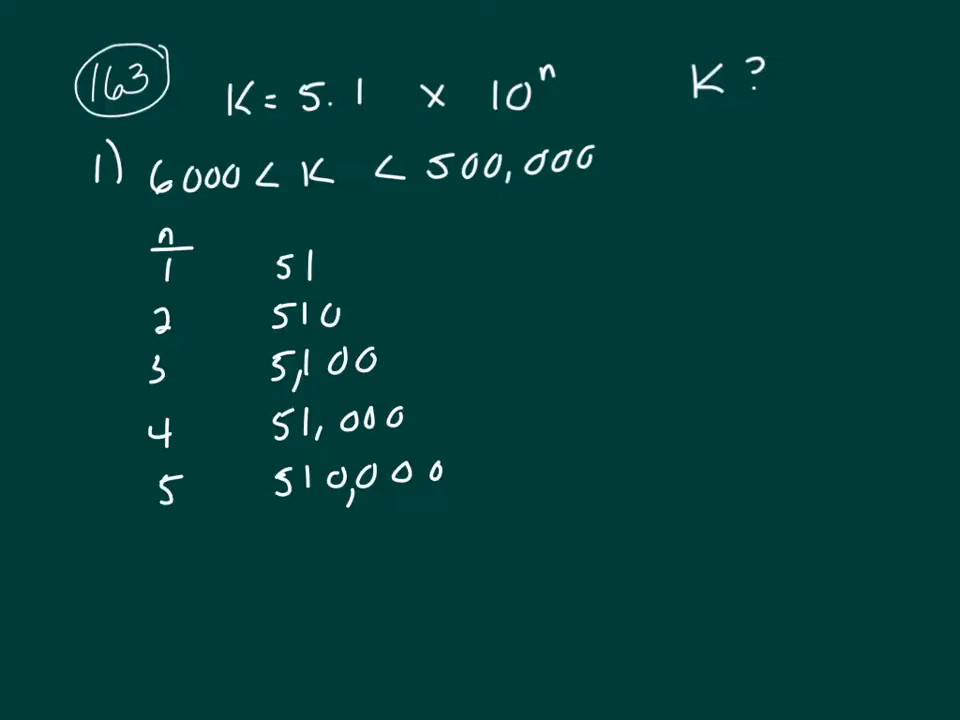 163 K = 5.1 x 10^n K?
1) 6000 < K < 500,000
n
1 51
2 510
3 5,100
4 51,000
5 510,000